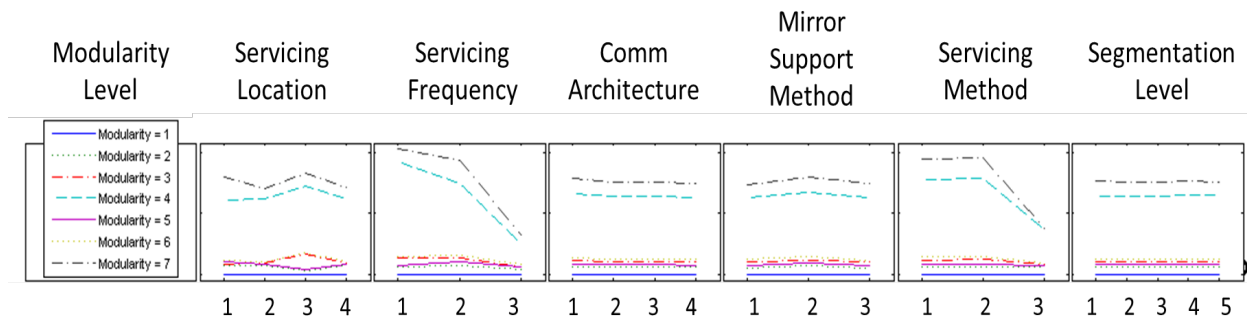 Modularity
Level
Servicing
Location
Servicing
Frequency
Comm
Architecture
Mirror
Support
Method
Servicing
Method
Segmentation
Level
Modularity = 1
Modularity = 2
Modularity = 3
Modularity = 4
Modularity = 5
Modularity = 6
Modularity = 7
1 2 3 4
1 2 3
1 2 3 4
1 2 3
1 2 3
1 2 3 4 5